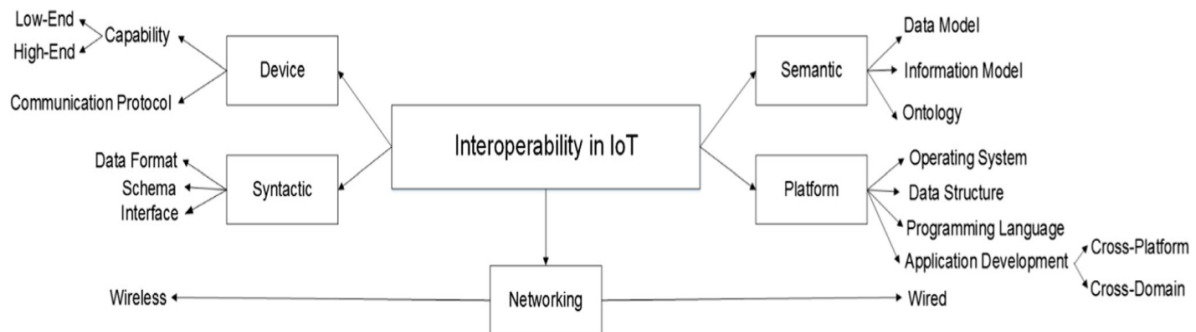 Low-End
High-End
Capability
Communication Protocol
Device
Data Format
Schema
Interface
Syntactic
Interoperability in IoT
Semantic
Data Model
Information Model
Ontology
Platform
Operating System
Data Structure
Programming Language
Application Development
Cross-Platform
Cross-Domain
Wireless
Networking
Wired